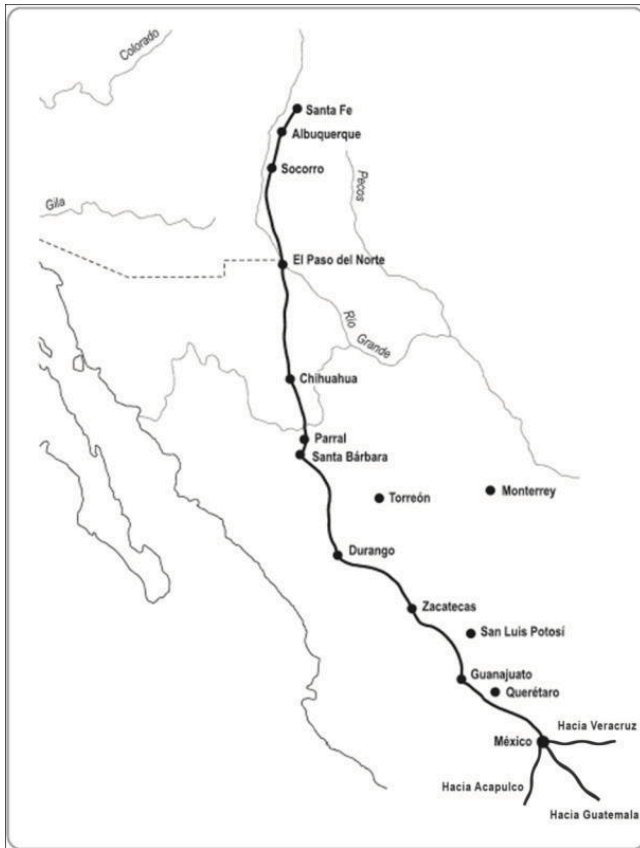 Colorado
Santa Fe
Albuquerque
Socorro
Pecos
Gila
El Paso del Norte
Río
Grande
Chihuahua
Parral
Santa Bárbara
Torreón
Monterrey
Durango
Zacatecas
San Luis Potosí
Guanajuato
Querétaro
Hacia Veracruz
México
Hacia Acapulco
Hacia Guatemala